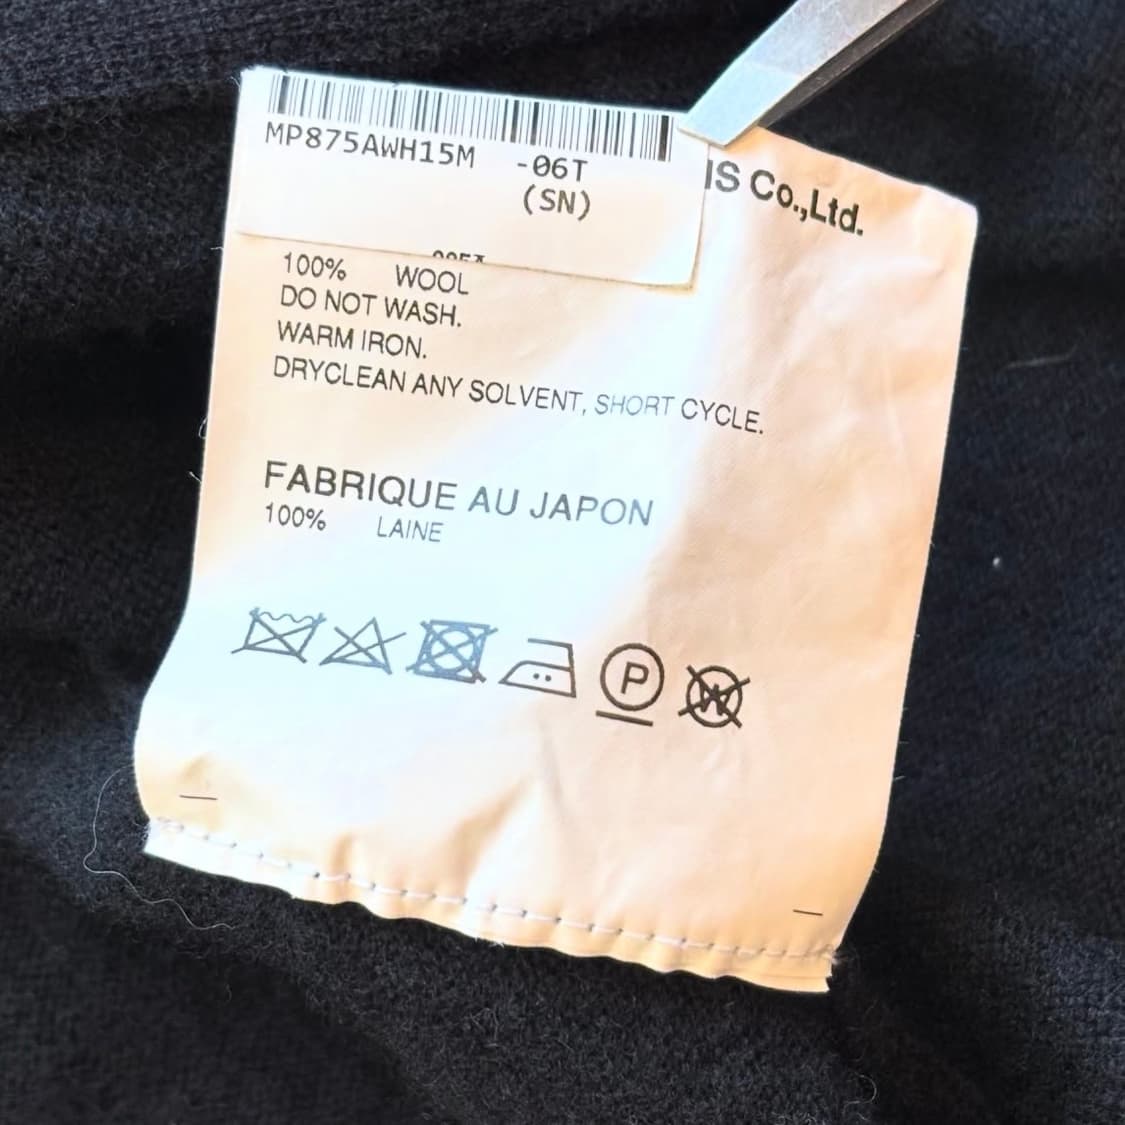 MP875AWH15M -06T
(SN)
Co.,Ltd.
100% WOOL
DO NOT WASH.
WARM IRON.
DRYCLEAN ANY SOLVENT, SHORT CYCLE.
FABRIQUE AU JAPON
100% LAINE
P
W